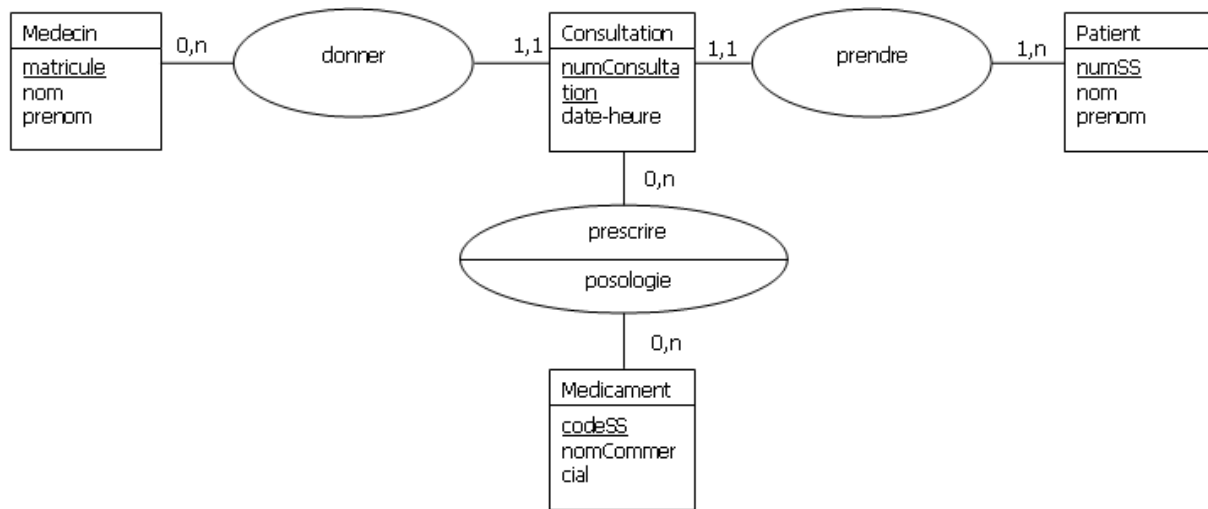 Medecin
matricule
nom
prenom
0,n
donner
1,1
Consultation
numConsulta
tion
date-heure
1,1
prendre
1,n
Patient
numSS
nom
prenom
0,n
prescrire
posologie
0,n
Medicament
codeSS
nomCommer
cial